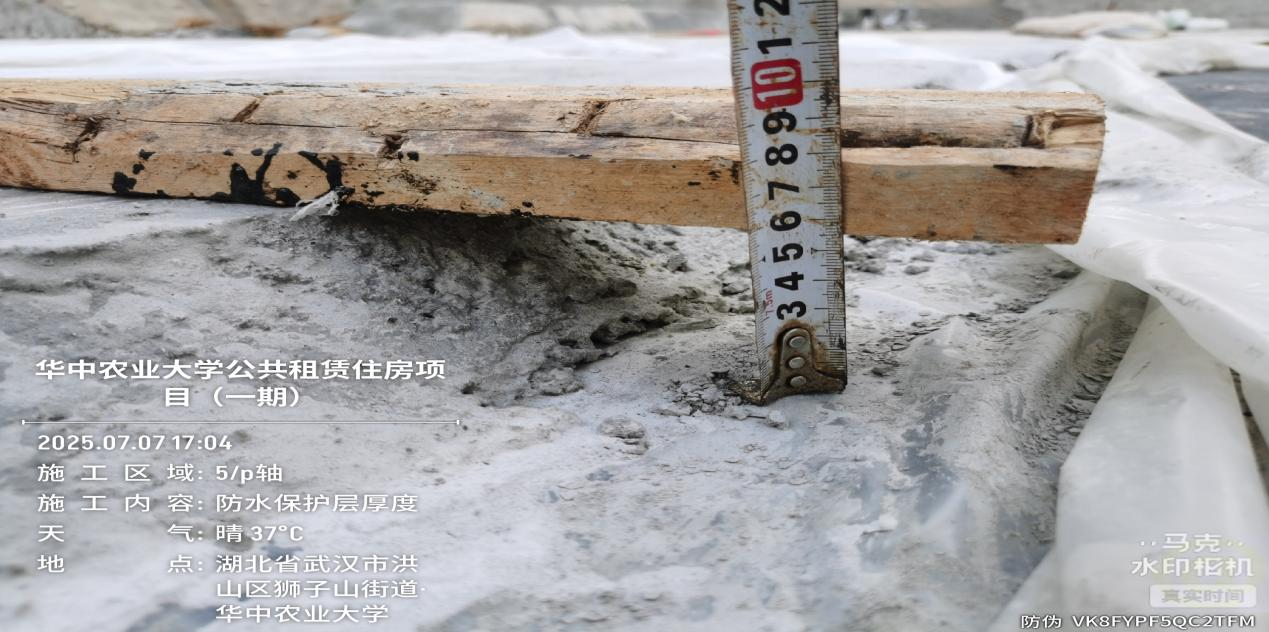 12
10
9
8
7
6
5
4
3
7.5m
华中农业大学公共租赁住房项
目（一期）
2025.07.07 17:04
施工区域：5/p轴
施工内容：防水保护层厚度
天气：晴 37°C
地点：湖北省武汉市洪
山区狮子山街道·
华中农业大学
马克
水印相机
真实时间
防伪 VK8FYPF5QC2TFM